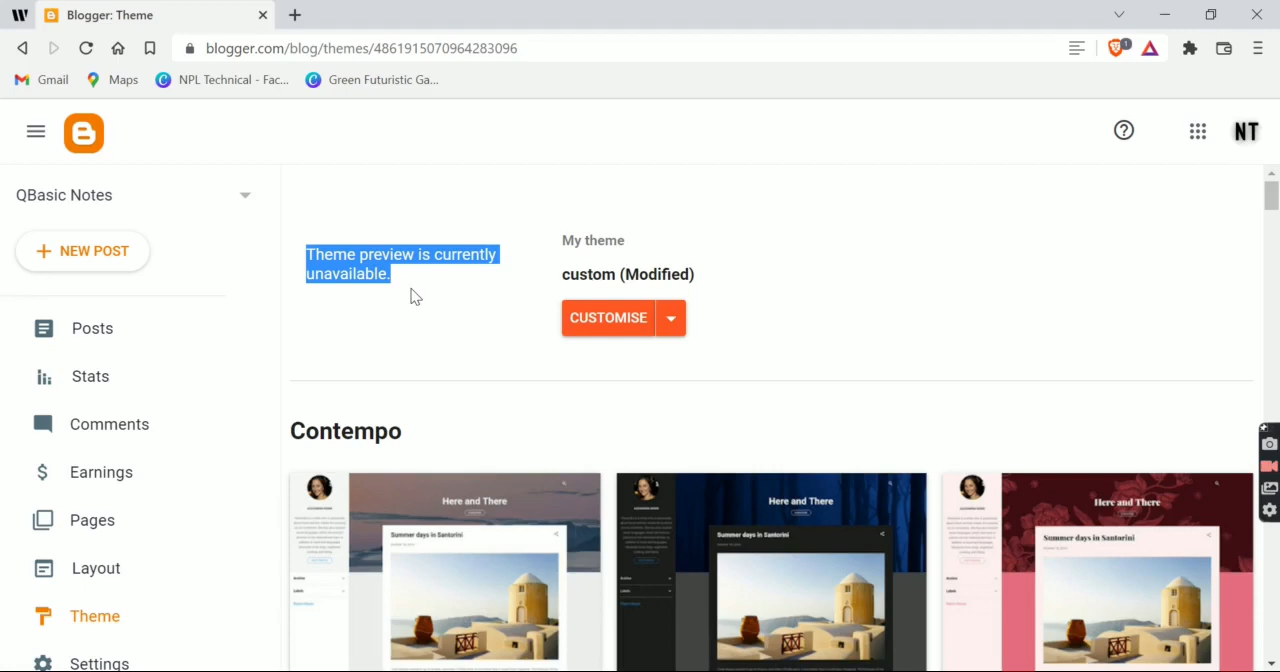 Blogger: Theme
blogger.com/blog/themes/4861915070964283096
1
Gmail
Maps
NPL Technical - Fac...
Green Futuristic Ga...
NT
QBasic Notes
NEW POST
Posts
Stats
Comments
Earnings
Pages
Layout
Theme
Settings
Theme preview is currently
unavailable.
My theme
custom (Modified)
CUSTOMISE
Contempo
Here and There
Summer days in Santorini
Here and There
Summer days in Santorini
Here and There
Summer days in Santorini